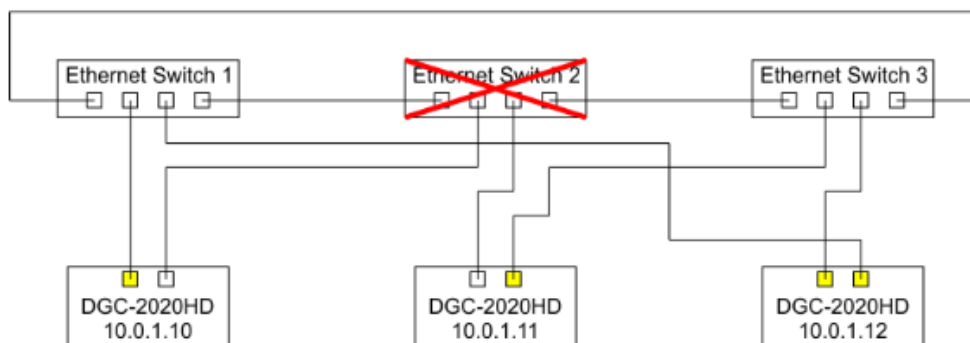 Ethernet Switch 1
Ethernet Switch 2
Ethernet Switch 3
DGC-2020HD
10.0.1.10
DGC-2020HD
10.0.1.11
DGC-2020HD
10.0.1.12